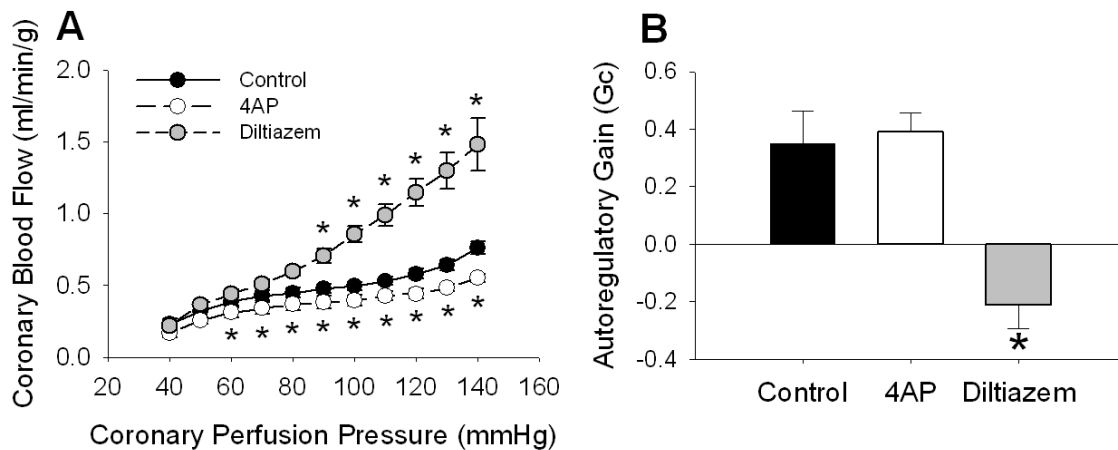 A
Coronary Blood Flow (ml/min/g)
2.0
1.5
1.0
0.5
0.0
Control
4AP
Diltiazem
* * * * * *
* * * * * * * * *
20 40 60 80 100 120 140 160
Coronary Perfusion Pressure (mmHg)
B
Autoregulatory Gain (Gc)
0.6
0.4
0.2
0.0
-0.2
-0.4
*
Control 4AP Diltiazem